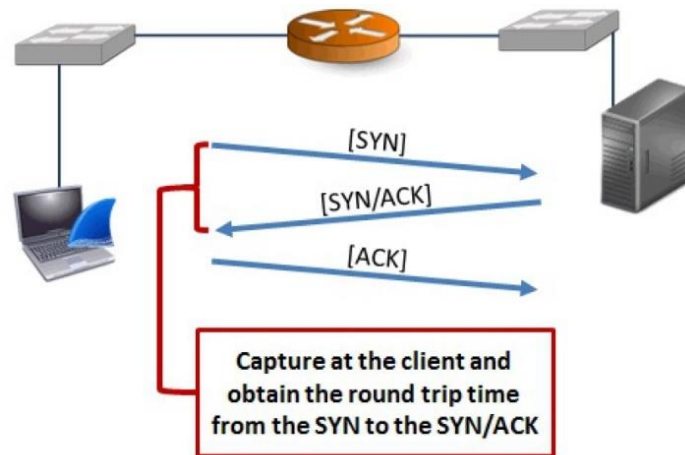 [SYN]
[SYN/ACK]
[ACK]
Capture at the client and
obtain the round trip time
from the SYN to the SYN/ACK